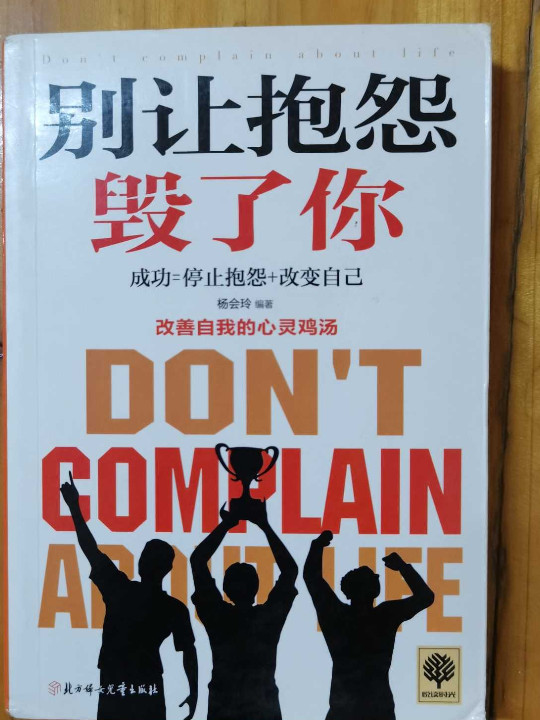 Don't complain about life
别让抱怨
毁了你
成功=停止抱怨+改变自己
杨会玲 编著
改善自我的心灵鸡汤
DON'T
COMPLAIN
ABOUT LIFE
北方妇女儿童出版社